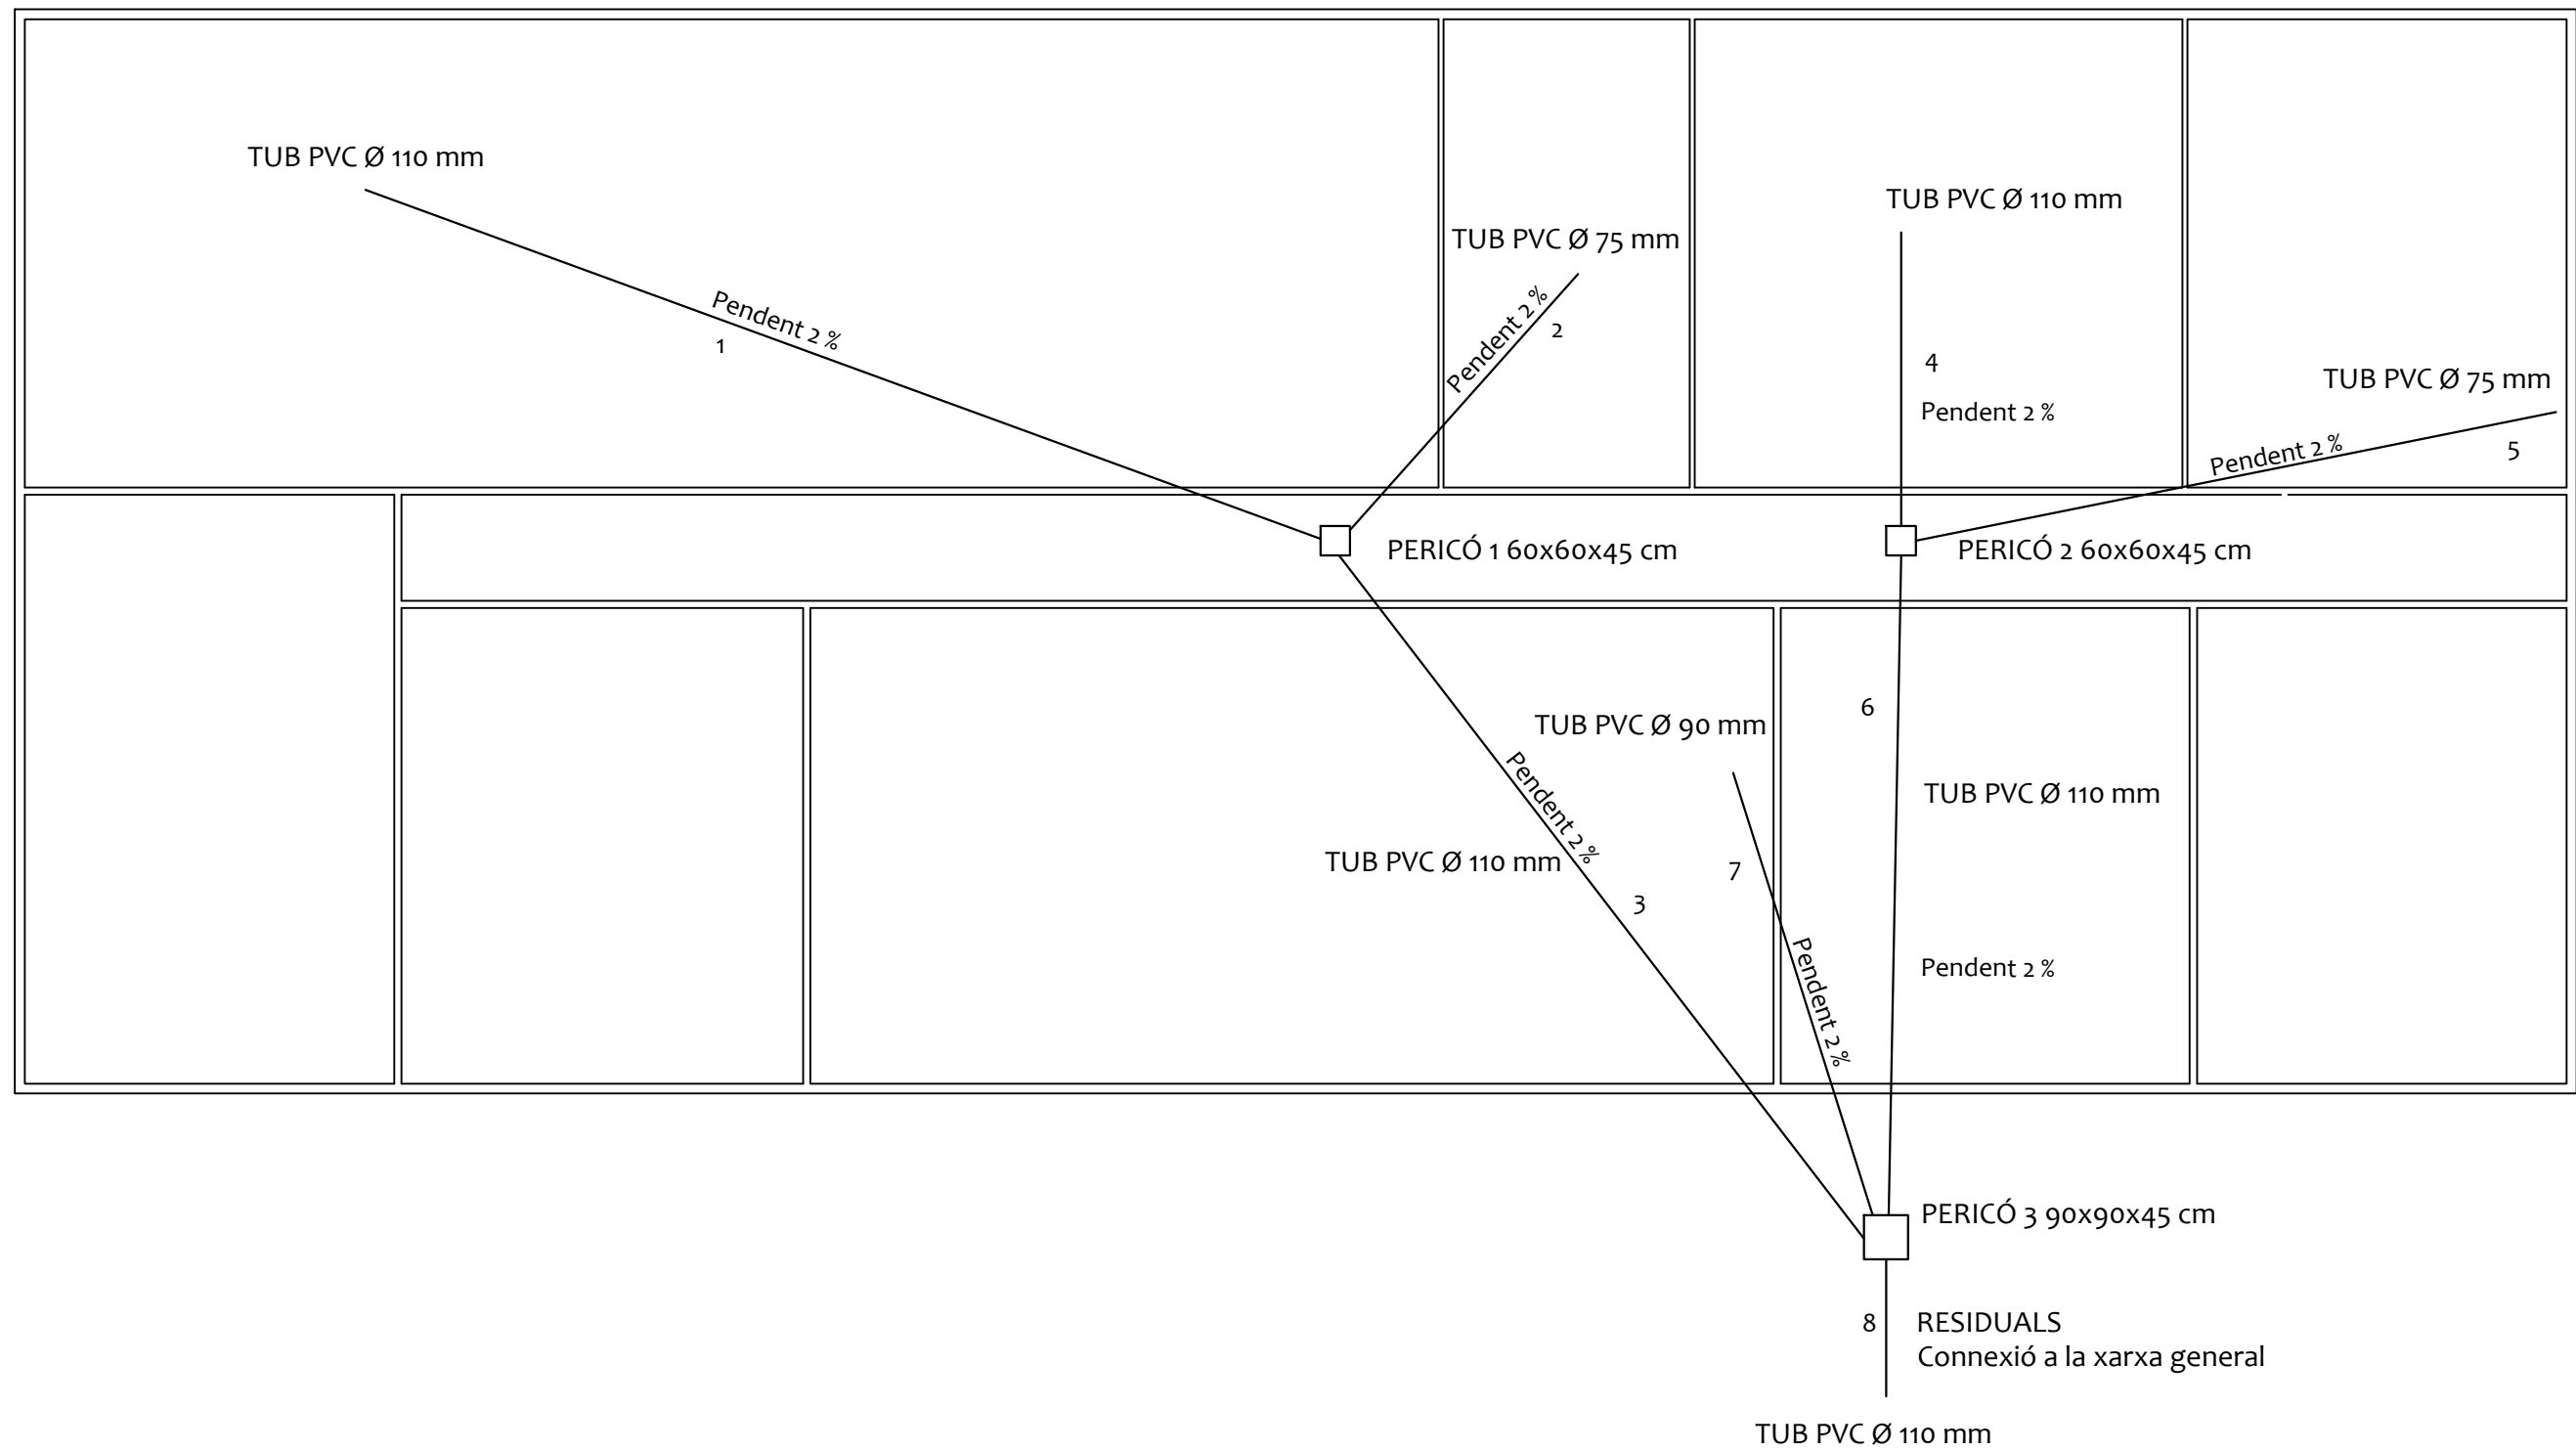 TUB PVC Ø 110 mm
Pendent 2 %
1
TUB PVC Ø 75 mm
Pendent 2 %
2
TUB PVC Ø 110 mm
4
Pendent 2 %
TUB PVC Ø 75 mm
Pendent 2 %
5
PERICÓ 1 60x60x45 cm
PERICÓ 2 60x60x45 cm
6
TUB PVC Ø 90 mm
Pendent 2 %
TUB PVC Ø 110 mm
TUB PVC Ø 110 mm
7
3
Pendent 2 %
Pendent 2 %
PERICÓ 3 90x90x45 cm
8
RESIDUALS
Connexió a la xarxa general
TUB PVC Ø 110 mm